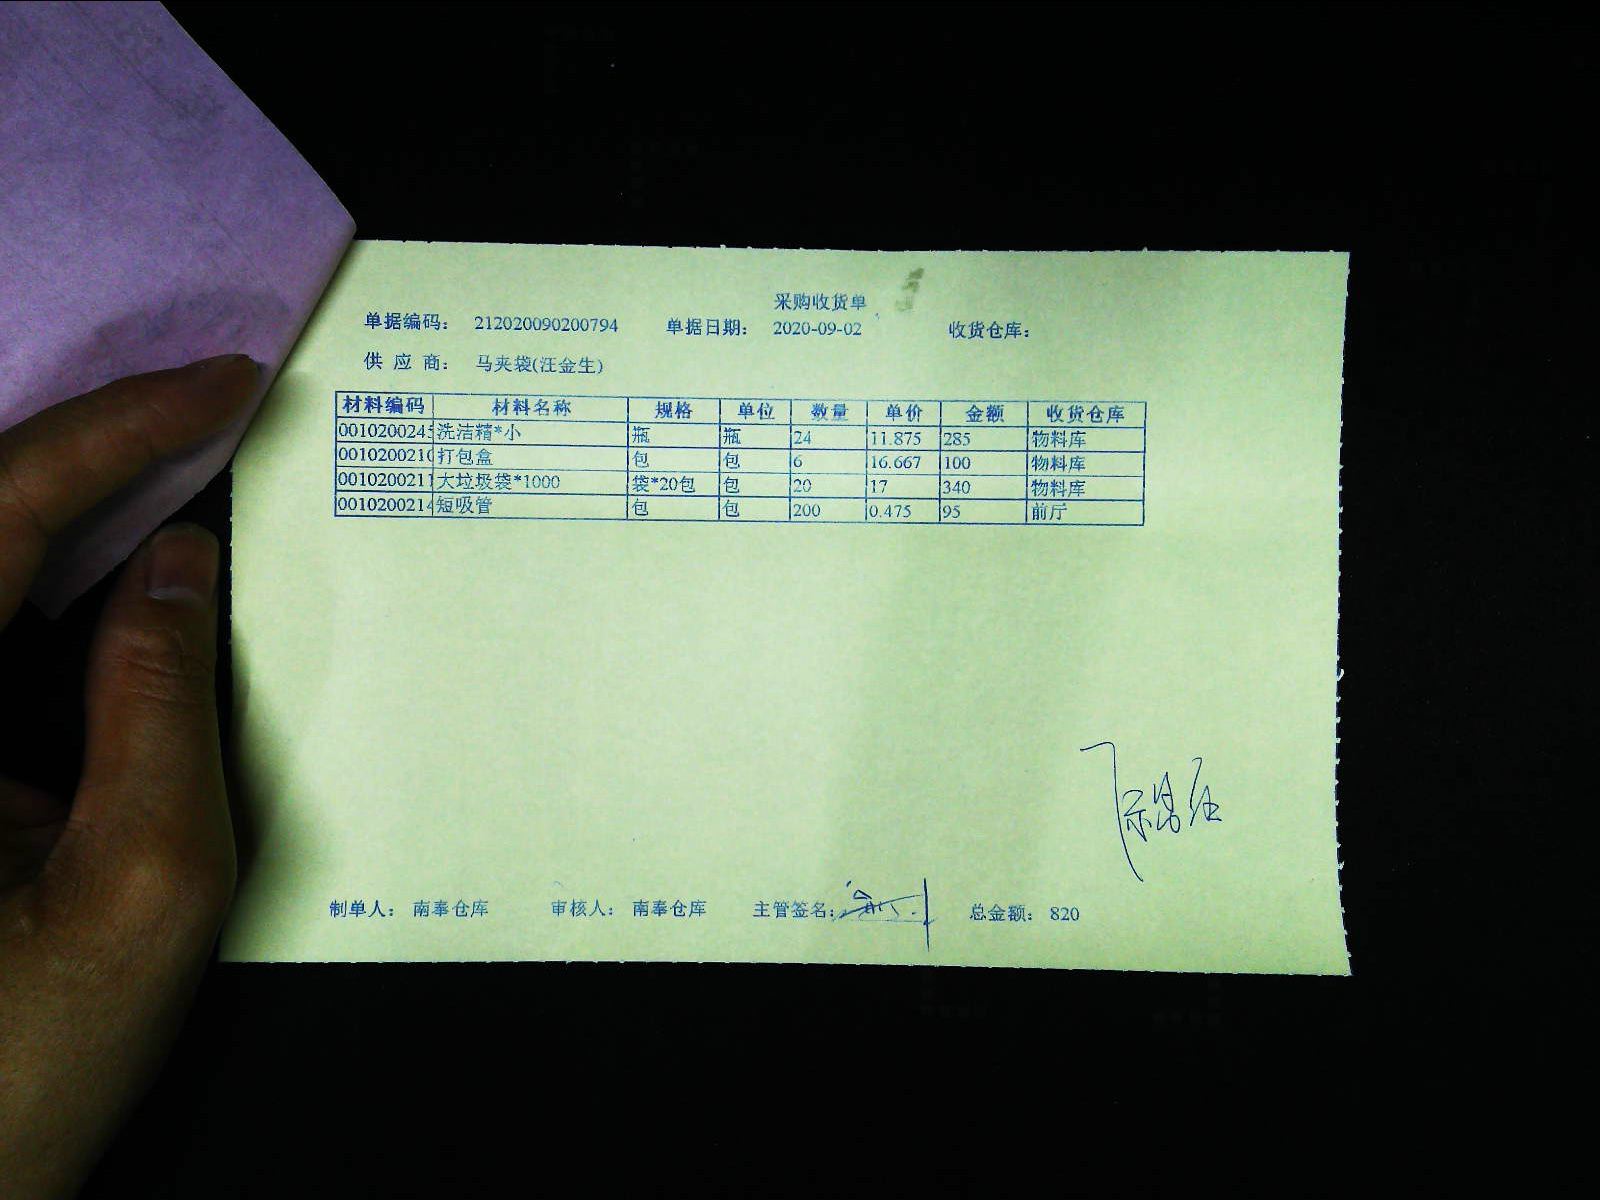 采购收货单
单据编码: 212020090200794 单据日期: 2020-09-02 收货仓库:
供 应 商: 马夹袋(汪金生)
材料编码 材料名称 规格 单位 数量 单价 金额 收货仓库
0010200245 洗洁精*小 瓶 瓶 24 11.875 285 物料库
0010200210 打包盒 包 包 6 16.667 100 物料库
0010200211 大垃圾袋*1000 袋*20包 包 20 17 340 物料库
0010200214 短吸管 包 包 200 0.475 95 前厅
制单人: 南奉仓库 审核人: 南奉仓库 主管签名: 总金额: 820